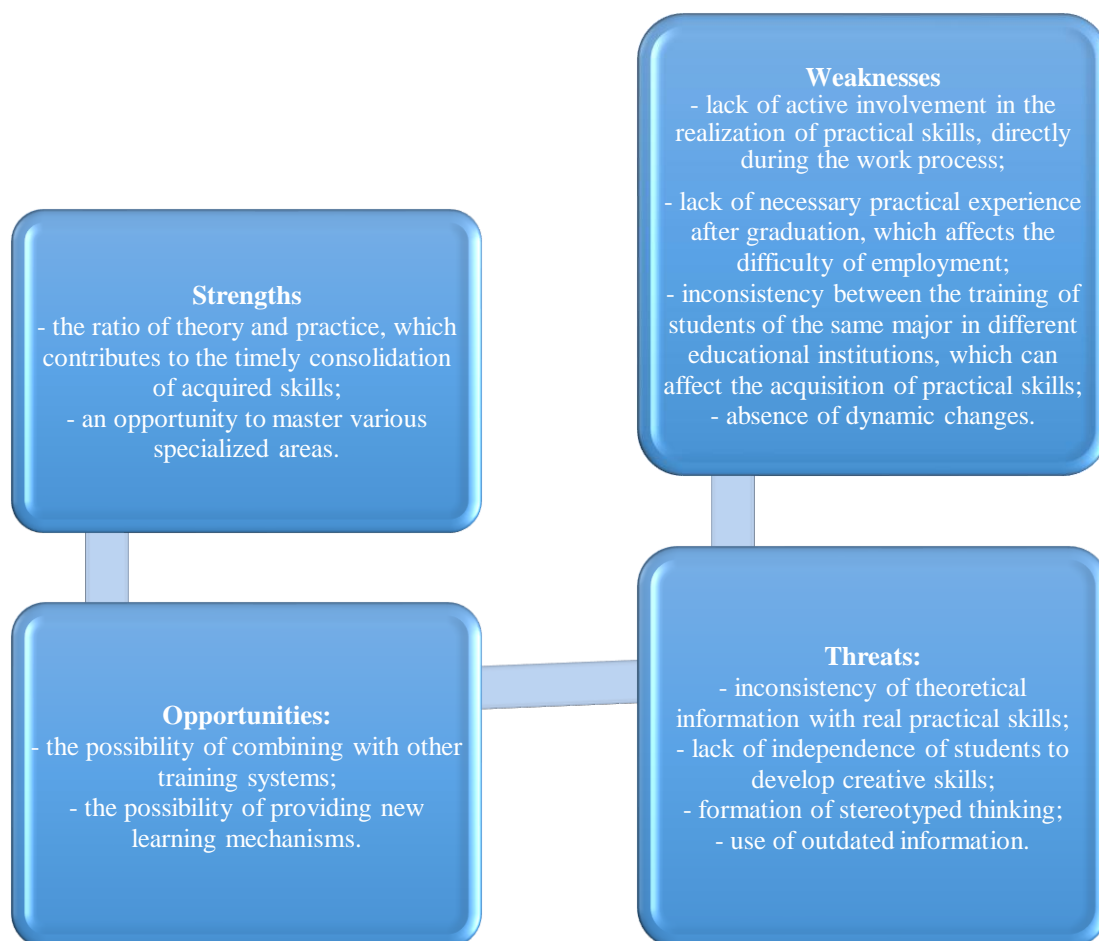 Strengths
- the ratio of theory and practice, which
contributes to the timely consolidation
of acquired skills;
- an opportunity to master various
specialized areas.
Weaknesses
- lack of active involvement in the
realization of practical skills, directly
during the work process;
- lack of necessary practical experience
after graduation, which affects the
difficulty of employment;
- inconsistency between the training of
students of the same major in different
educational institutions, which can
affect the acquisition of practical skills;
- absence of dynamic changes.
Opportunities:
- the possibility of combining with other
training systems;
- the possibility of providing new
learning mechanisms.
Threats:
- inconsistency of theoretical
information with real practical skills;
- lack of independence of students to
develop creative skills;
- formation of stereotyped thinking;
- use of outdated information.